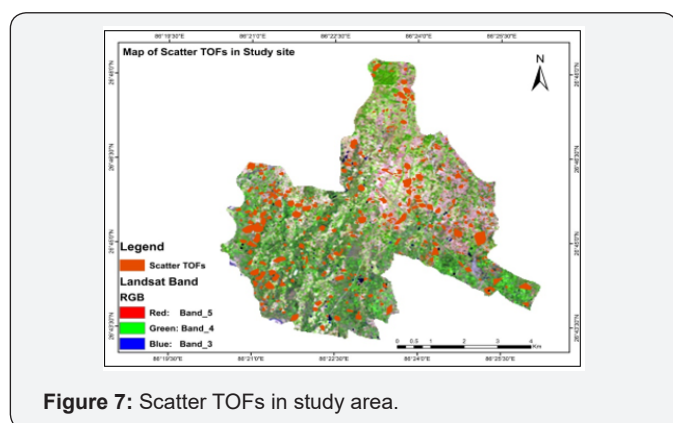 Map of Scatter TOFs in Study site
86°19'30"E 86°21'0"E 86°22'30"E 86°24'0"E 86°25'30"E
N
Legend
Scatter TOFs
Landsat Band
RGB
Red: Band_5
Green: Band_4
Blue: Band_3
0 0.5 1 2 3 4
Km
86°19'30"E 86°21'0"E 86°22'30"E 86°24'0"E 86°25'30"E
Figure 7: Scatter TOFs in study area.